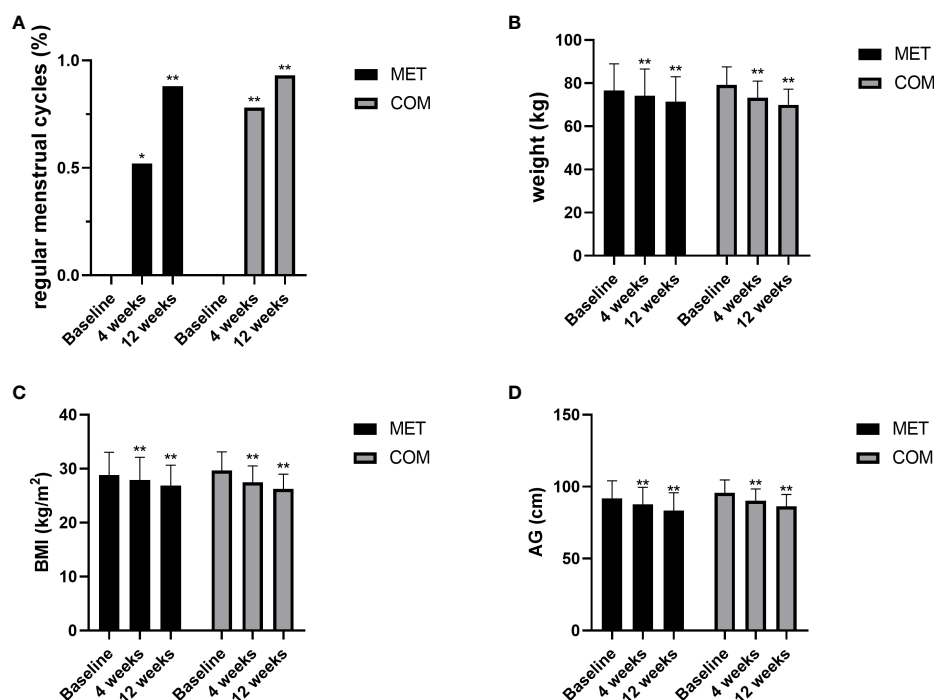 A
regular menstrual cycles (%)
1.0
0.5
0.0
*
**
**
**
Baseline
4 weeks
12 weeks
Baseline
4 weeks
12 weeks
MET
COM
B
weight (kg)
100
80
60
40
20
0
**
**
**
**
Baseline
4 weeks
12 weeks
Baseline
4 weeks
12 weeks
MET
COM
C
BMI (kg/m²)
40
30
20
10
0
**
**
**
**
Baseline
4 weeks
12 weeks
Baseline
4 weeks
12 weeks
MET
COM
D
AG (cm)
150
100
50
0
**
**
**
**
Baseline
4 weeks
12 weeks
Baseline
4 weeks
12 weeks
MET
COM